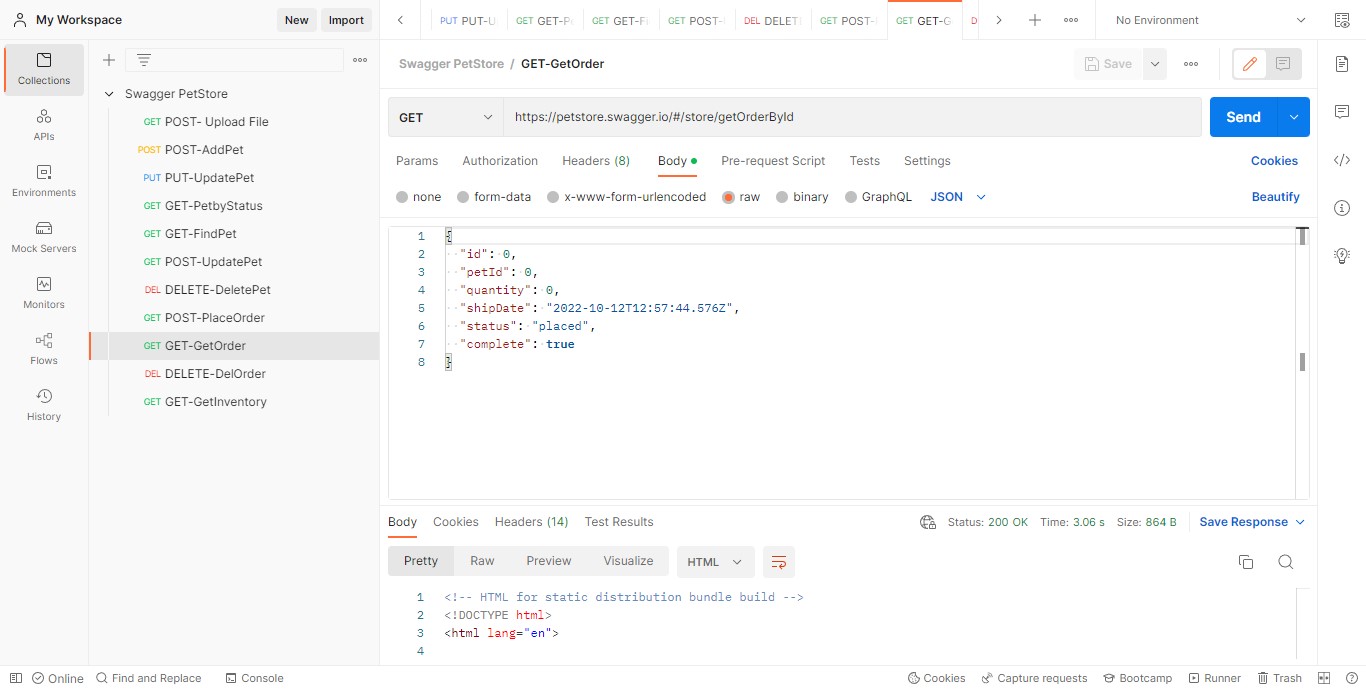 My Workspace
New
Import
PUT PUT-U
GET GET-P
GET GET-Fi
GET POST-
DEL DELET
GET POST-
GET GET-G
D
No Environment
Collections
APIs
Environments
Mock Servers
Monitors
Flows
History
Swagger PetStore
GET POST- Upload File
POST POST-AddPet
PUT PUT-UpdatePet
GET GET-PetbyStatus
GET GET-FindPet
GET POST-UpdatePet
DEL DELETE-DeletePet
GET POST-PlaceOrder
GET GET-GetOrder
DEL DELETE-DelOrder
GET GET-GetInventory
Swagger PetStore / GET-GetOrder
Save
GET
https://petstore.swagger.io/#/store/getOrderById
Send
Params Authorization Headers (8) Body Pre-request Script Tests Settings
Cookies
none form-data x-www-form-urlencoded raw binary GraphQL JSON
Beautify
1 {
2 "id": 0,
3 "petId": 0,
4 "quantity": 0,
5 "shipDate": "2022-10-12T12:57:44.576Z",
6 "status": "placed",
7 "complete": true
8 }
Body Cookies Headers (14) Test Results
Status: 200 OK Time: 3.06 s Size: 864 B
Save Response
Pretty Raw Preview Visualize HTML
1 <!-- HTML for static distribution bundle build -->
2 <!DOCTYPE html>
3 <html lang="en">
4
Online
Find and Replace
Console
Cookies
Capture requests
Bootcamp
Runner
Trash